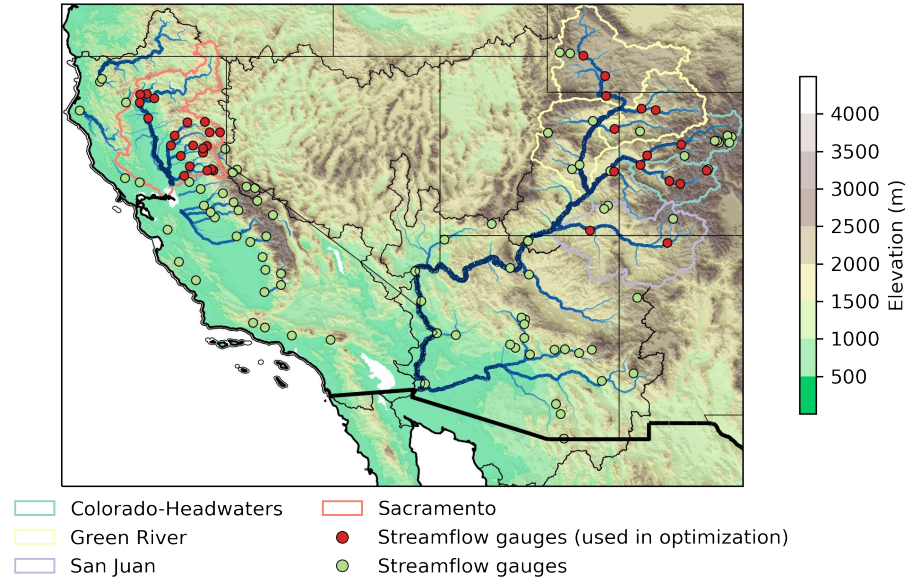 4000
3500
3000
2500
2000
1500
1000
500
Elevation (m)
Colorado-Headwaters
Green River
San Juan
Sacramento
Streamflow gauges (used in optimization)
Streamflow gauges